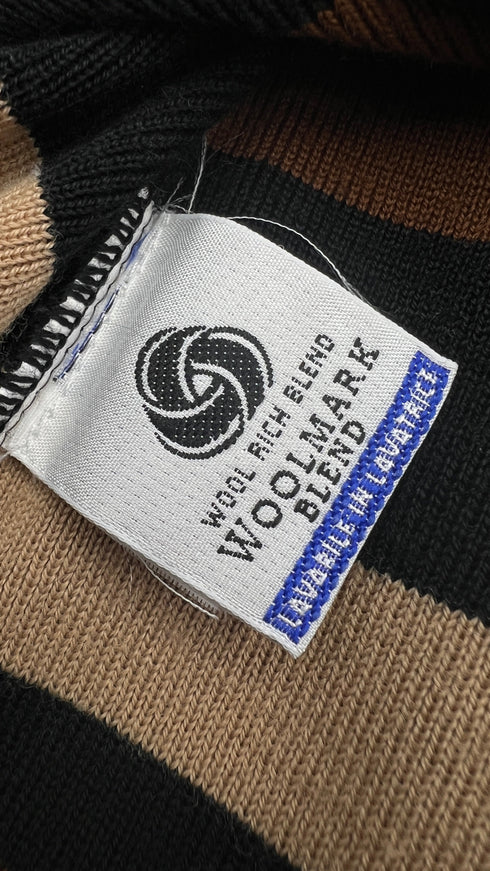 WOOL RICH BLEND
WOOLMARK
BLEND
LAVABILE IN LAVATRICE